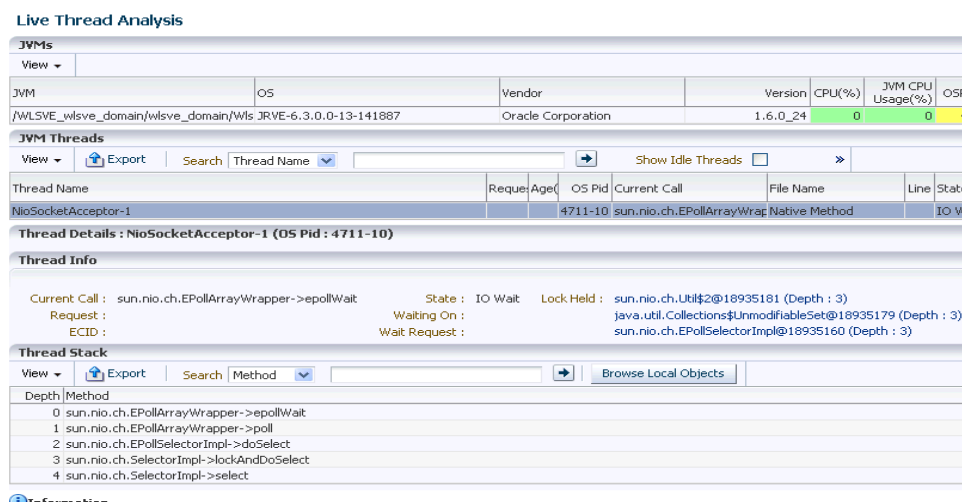 Live Thread Analysis
JVMs
View
JVM OS Vendor Version CPU(%) JVM CPU Usage(%)
/WLSVE_wlsve_domain/wlsve_domain/Wls JRVE-6.3.0.0-13-141887 Oracle Corporation 1.6.0_24 0 0
JVM Threads
View Export Search Thread Name Show Idle Threads »
Thread Name Reques Age( OS Pid Current Call File Name Line State
NioSocketAcceptor-1 4711-10 sun.nio.ch.EPollArrayWrap Native Method IO W
Thread Details : NioSocketAcceptor-1 (OS Pid : 4711-10)
Thread Info
Current Call : sun.nio.ch.EPollArrayWrapper->epollWait State : IO Wait Lock Held : sun.nio.ch.Util$2@18935181 (Depth : 3)
Request : Waiting On : java.util.Collections$UnmodifiableSet@18935179 (Depth : 3)
ECID : Wait Request : sun.nio.ch.EPollSelectorImpl@18935160 (Depth : 3)
Thread Stack
View Export Search Method Browse Local Objects
Depth Method
0 sun.nio.ch.EPollArrayWrapper->epollWait
1 sun.nio.ch.EPollArrayWrapper->poll
2 sun.nio.ch.EPollSelectorImpl->doSelect
3 sun.nio.ch.SelectorImpl->lockAndDoSelect
4 sun.nio.ch.SelectorImpl->select
Information